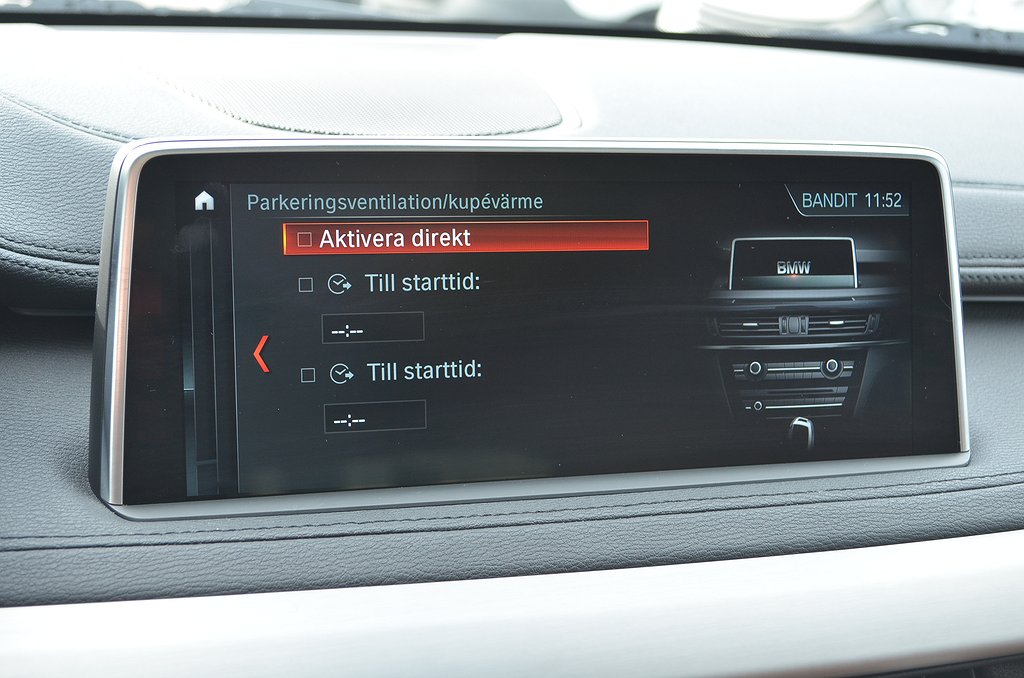 Parkeringsventilation/kupévärme
BANDIT 11:52
Aktivera direkt
Till starttid:
--:--
Till starttid:
--:--
BMW